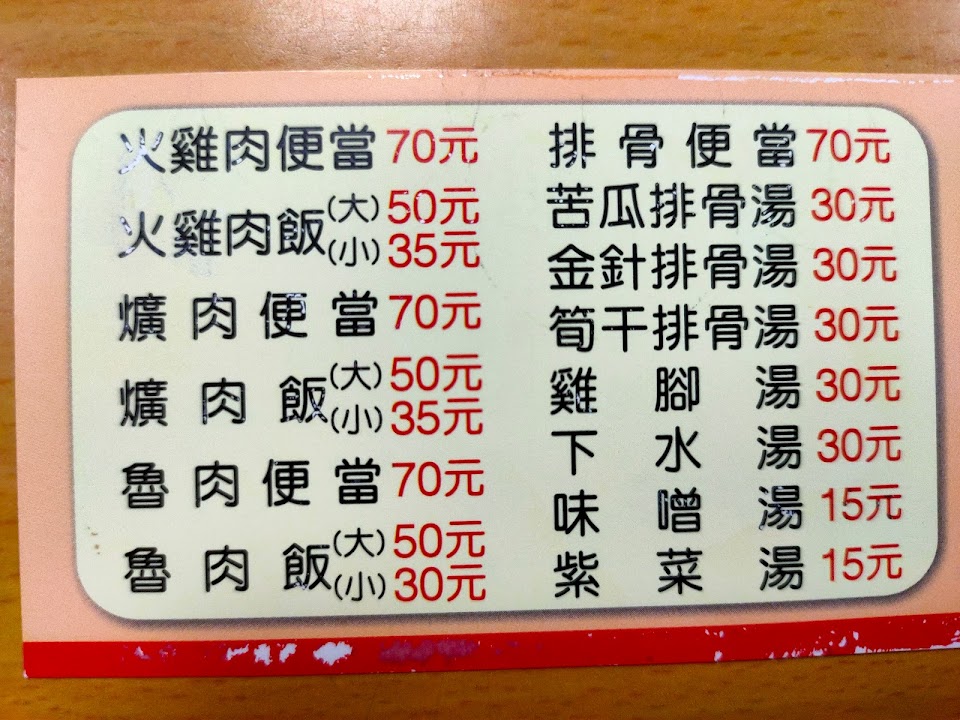 火雞肉便當70元
火雞肉飯(大)50元
(小)35元
爌肉便當70元
爌肉飯(大)50元
(小)35元
魯肉便當70元
魯肉飯(大)50元
(小)30元
排骨便當70元
苦瓜排骨湯30元
金針排骨湯30元
筍干排骨湯30元
雞腳湯30元
下水湯30元
味噌湯15元
紫菜湯15元